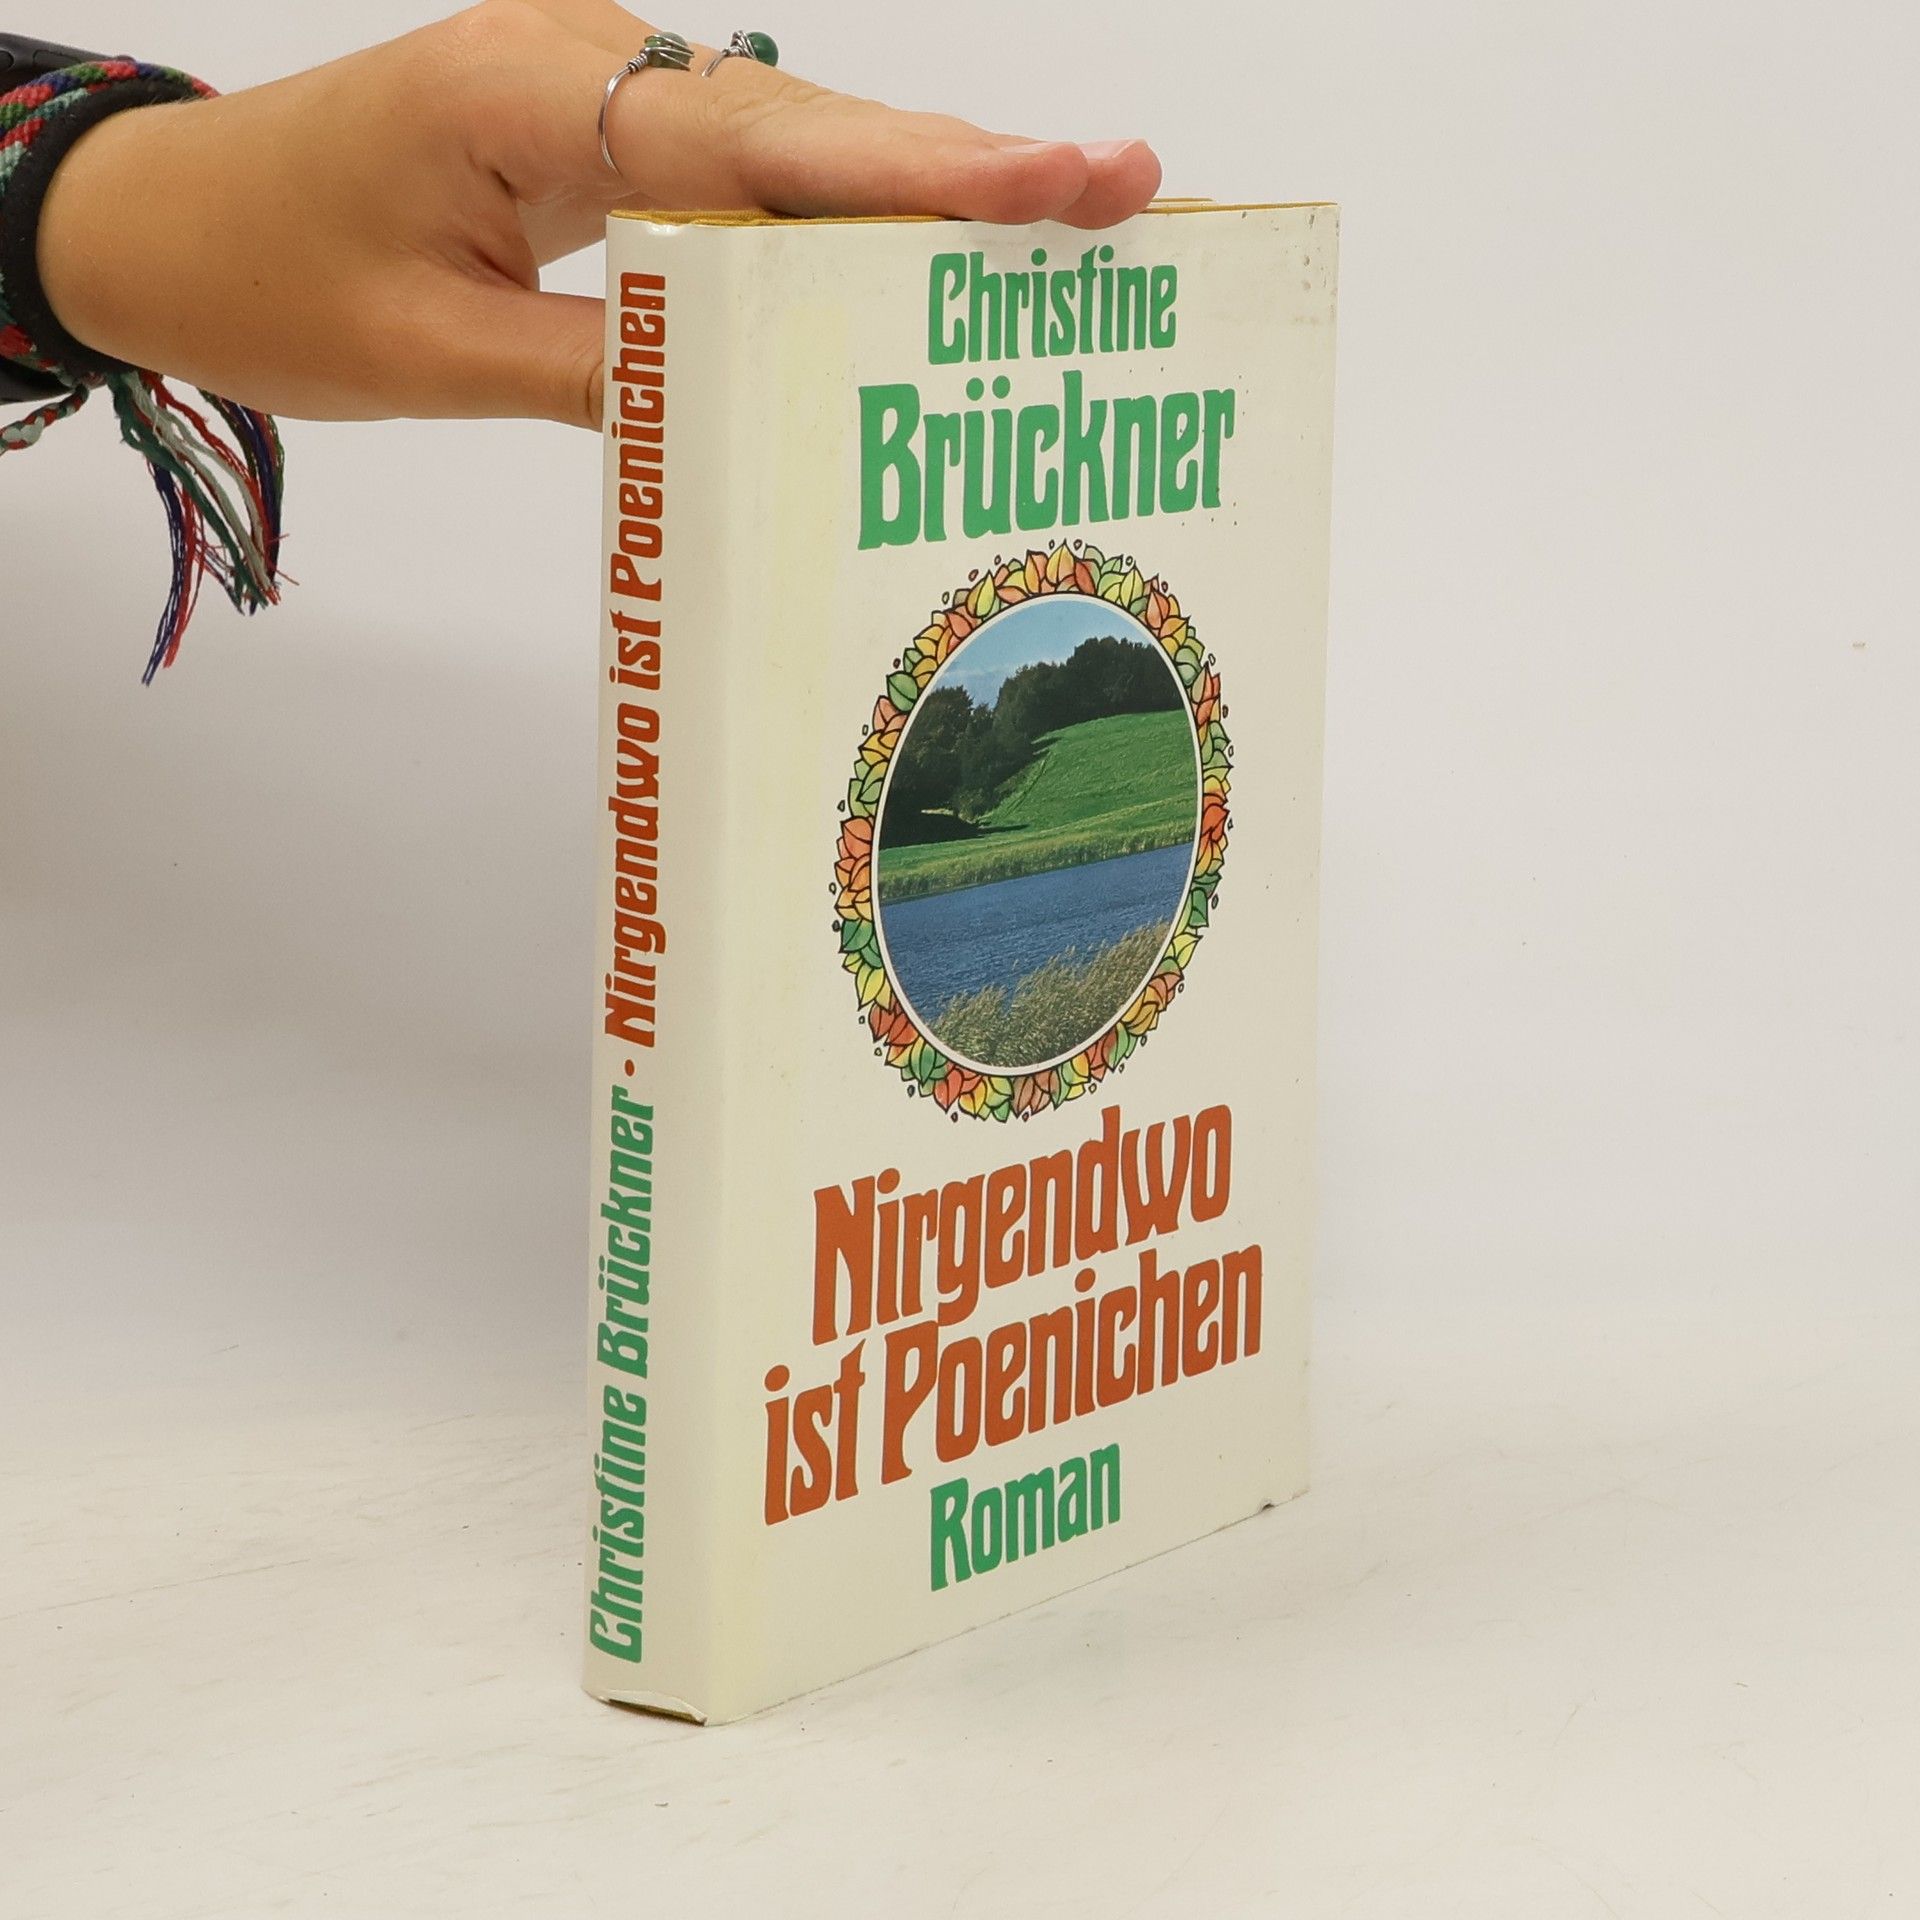 Christine Brückner · Nirgendwo ist Poenichen
Christine
Brückner
Nirgendwo
ist Poenichen
Roman